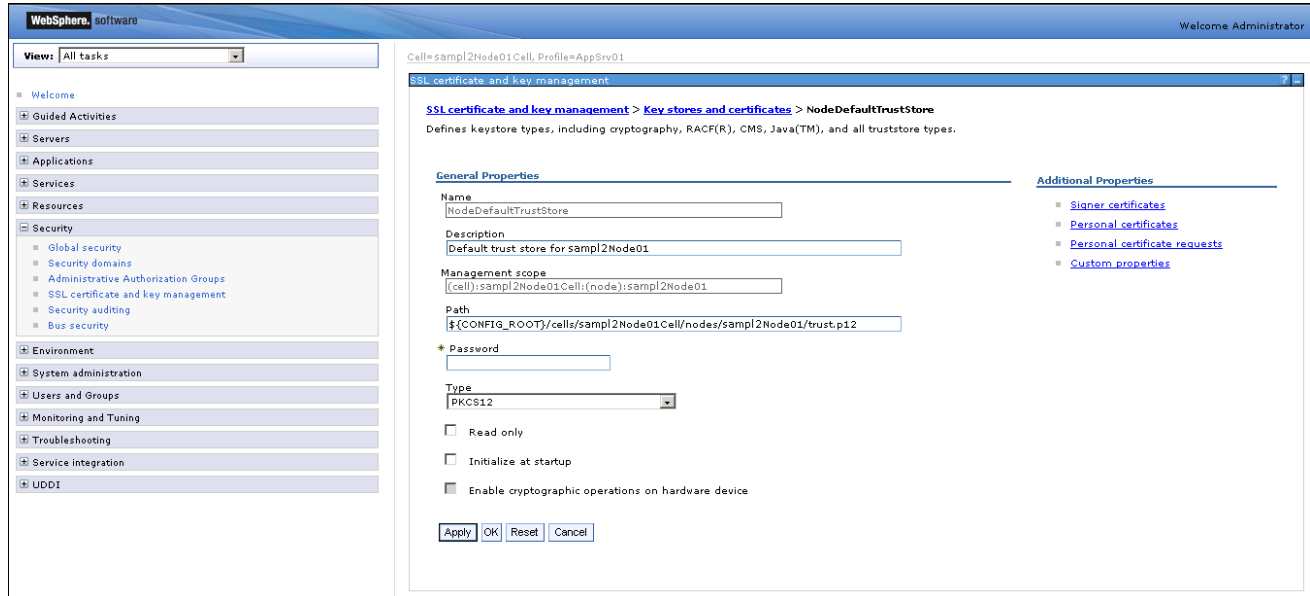 WebSphere. software
Welcome Administrator
View: All tasks
Welcome
Guided Activities
Servers
Applications
Services
Resources
Security
Global security
Security domains
Administrative Authorization Groups
SSL certificate and key management
Security auditing
Bus security
Environment
System administration
Users and Groups
Monitoring and Tuning
Troubleshooting
Service integration
UDDI
Cell=sampl2Node01Cell, Profile=AppSrv01
SSL certificate and key management ? -
SSL certificate and key management > Key stores and certificates > NodeDefaultTrustStore
Defines keystore types, including cryptography, RACF(R), CMS, Java(TM), and all truststore types.
General Properties
Name
NodeDefaultTrustStore
Description
Default trust store for sampl2Node01
Management scope
(cell):sampl2Node01Cell:(node):sampl2Node01
Path
${CONFIG_ROOT}/cells/sampl2Node01Cell/nodes/sampl2Node01/trust.p12
* Password
Type
PKCS12
Read only
Initialize at startup
Enable cryptographic operations on hardware device
Apply OK Reset Cancel
Additional Properties
Signer certificates
Personal certificates
Personal certificate requests
Custom properties